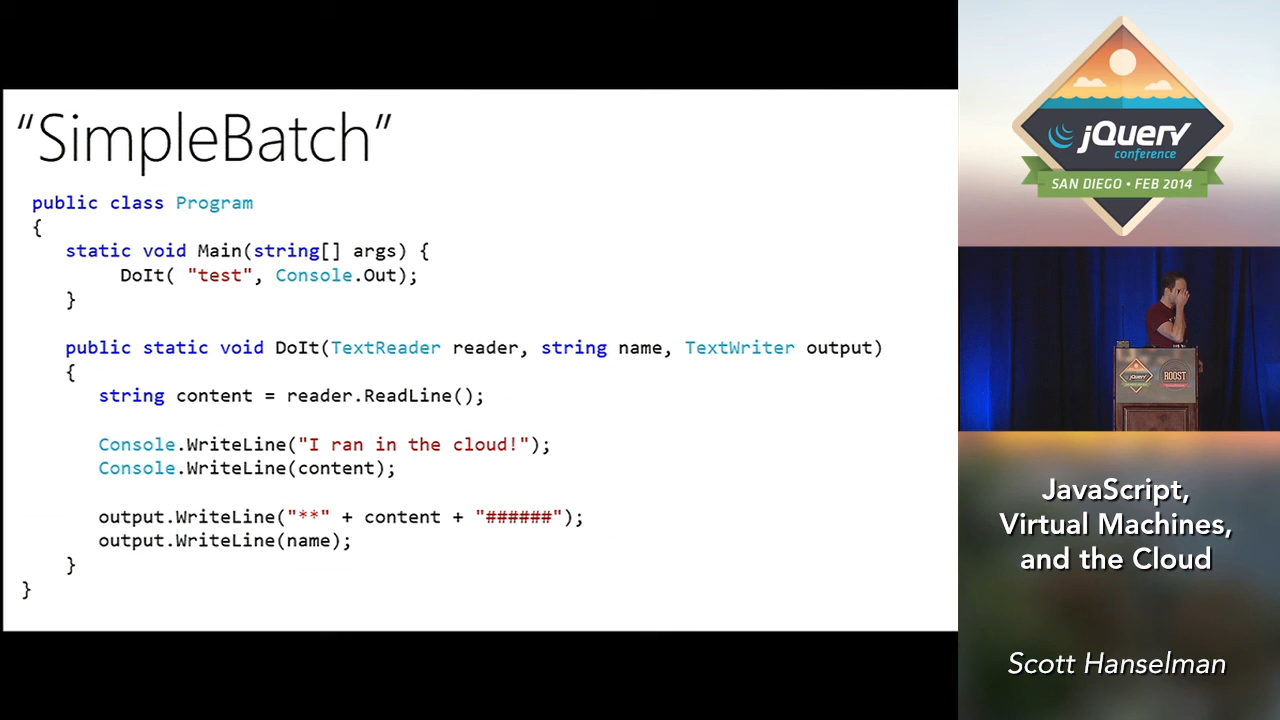 “SimpleBatch”
public class Program
{
static void Main(string[] args) {
DoIt( "test", Console.Out);
}
public static void DoIt(TextReader reader, string name, TextWriter output)
{
string content = reader.ReadLine();
Console.WriteLine("I ran in the cloud!");
Console.WriteLine(content);
output.WriteLine("**" + content + "######");
output.WriteLine(name);
}
}
jQuery
conference
SAN DIEGO • FEB 2014
jQuery
ROOST
JavaScript,
Virtual Machines,
and the Cloud
Scott Hanselman